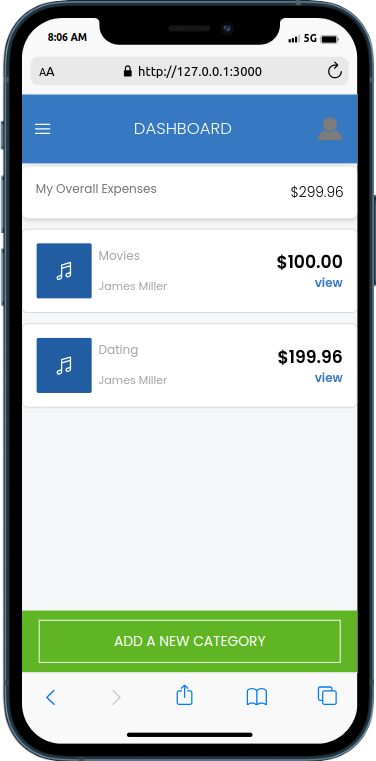 8:06 AM
5G
AA
http://127.0.0.1:3000
DASHBOARD
My Overall Expenses
$299.96
Movies
$100.00
James Miller
view
Dating
$199.96
James Miller
view
ADD A NEW CATEGORY